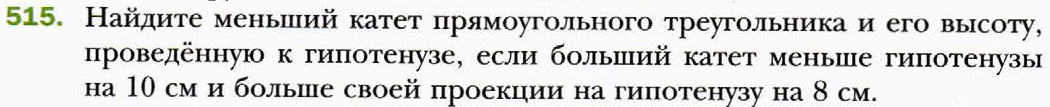 515. Найдите меньший катет прямоугольного треугольника и его высоту,
проведённую к гипотенузе, если больший катет меньше гипотенузы
на 10 см и больше своей проекции на гипотенузу на 8 см.